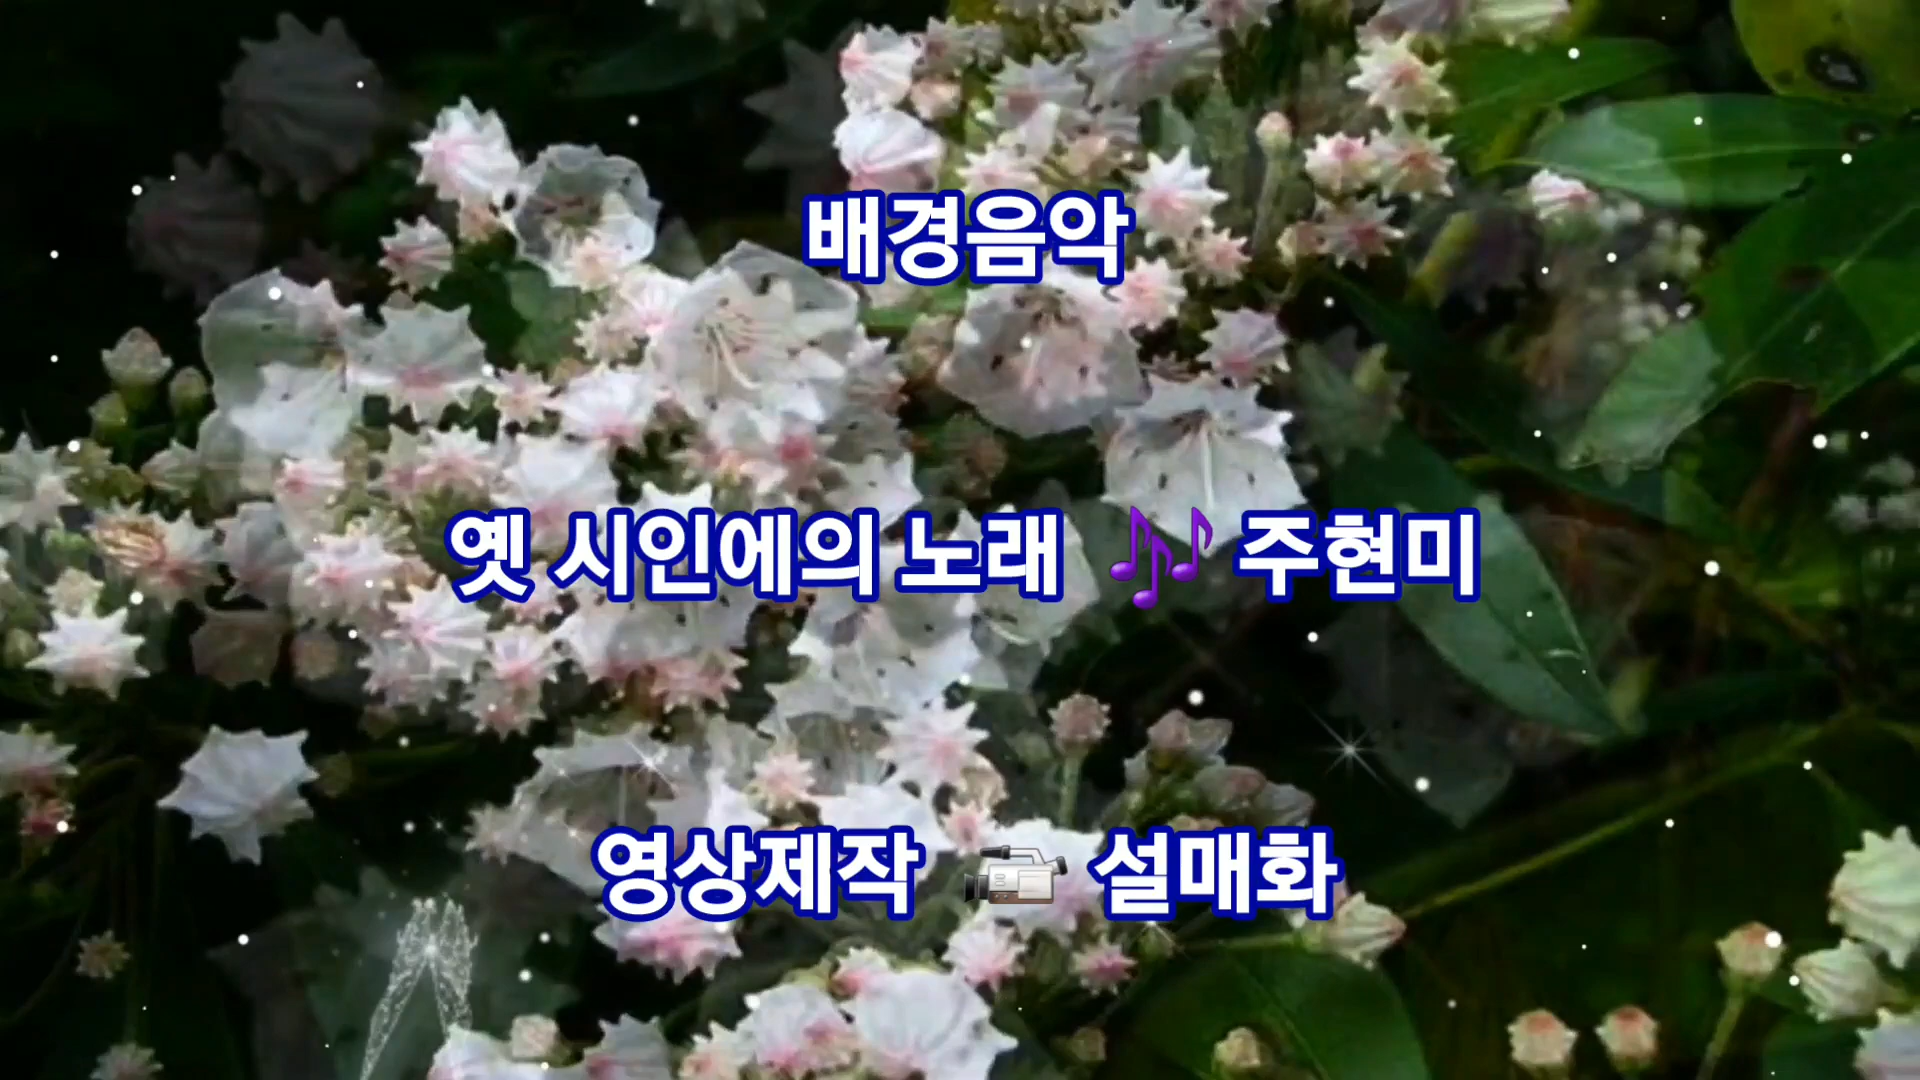 배경음악
옛 시인에의 노래 🎶 주현미
영상제작 📹 설매화